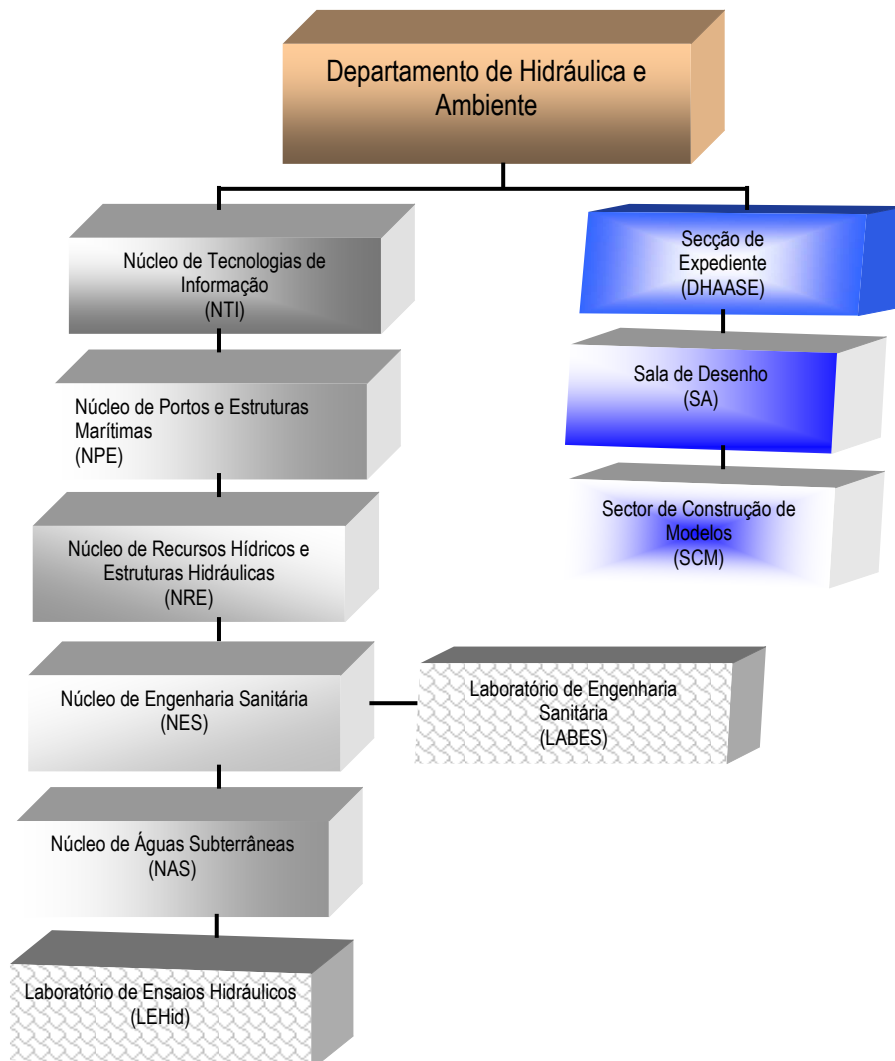 Departamento de Hidráulica e
Ambiente
Núcleo de Tecnologias de
Informação
(NTI)
Núcleo de Portos e Estruturas
Marítimas
(NPE)
Núcleo de Recursos Hídricos e
Estruturas Hidráulicas
(NRE)
Núcleo de Engenharia Sanitária
(NES)
Laboratório de Engenharia
Sanitária
(LABES)
Núcleo de Águas Subterrâneas
(NAS)
Laboratório de Ensaios Hidráulicos
(LEHid)
Secção de
Expediente
(DHAASE)
Sala de Desenho
(SA)
Sector de Construção de
Modelos
(SCM)